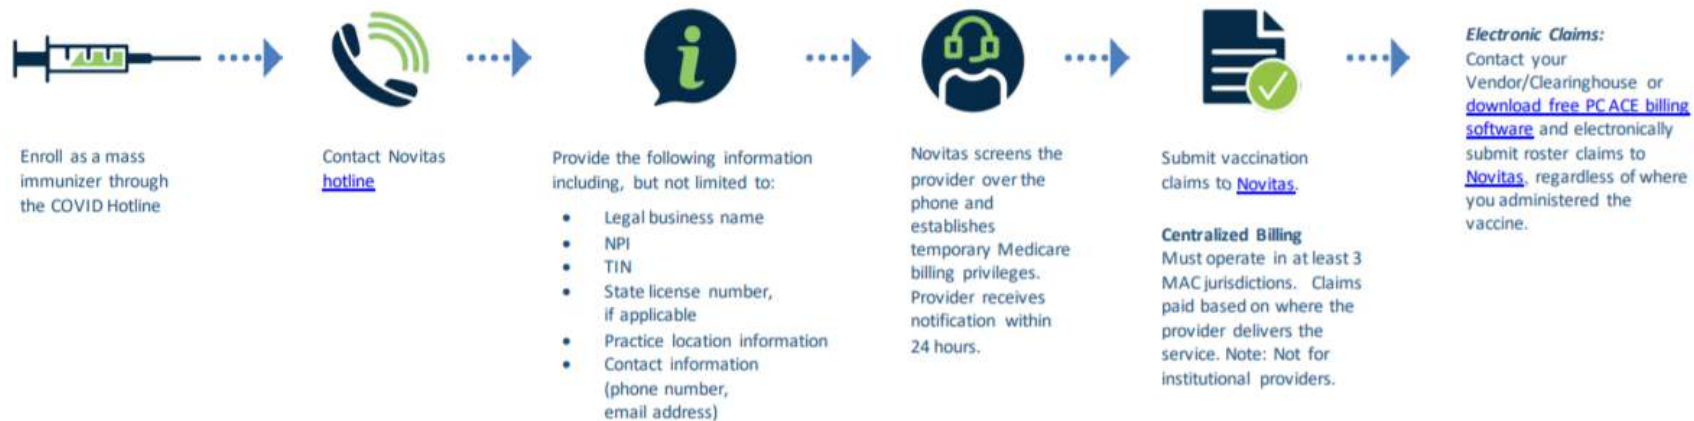 Enroll as a mass
immunizer through
the COVID Hotline
Contact Novitas
hotline
i
Provide the following information
including, but not limited to:
• Legal business name
• NPI
• TIN
• State license number,
if applicable
• Practice location information
• Contact information
(phone number,
email address)
Novitas screens the
provider over the
phone and
establishes
temporary Medicare
billing privileges.
Provider receives
notification within
24 hours.
Submit vaccination
claims to Novitas.
Centralized Billing
Must operate in at least 3
MAC jurisdictions. Claims
paid based on where the
provider delivers the
service. Note: Not for
institutional providers.
Electronic Claims:
Contact your
Vendor/Clearinghouse or
download free PC ACE billing
software and electronically
submit roster claims to
Novitas, regardless of where
you administered the
vaccine.